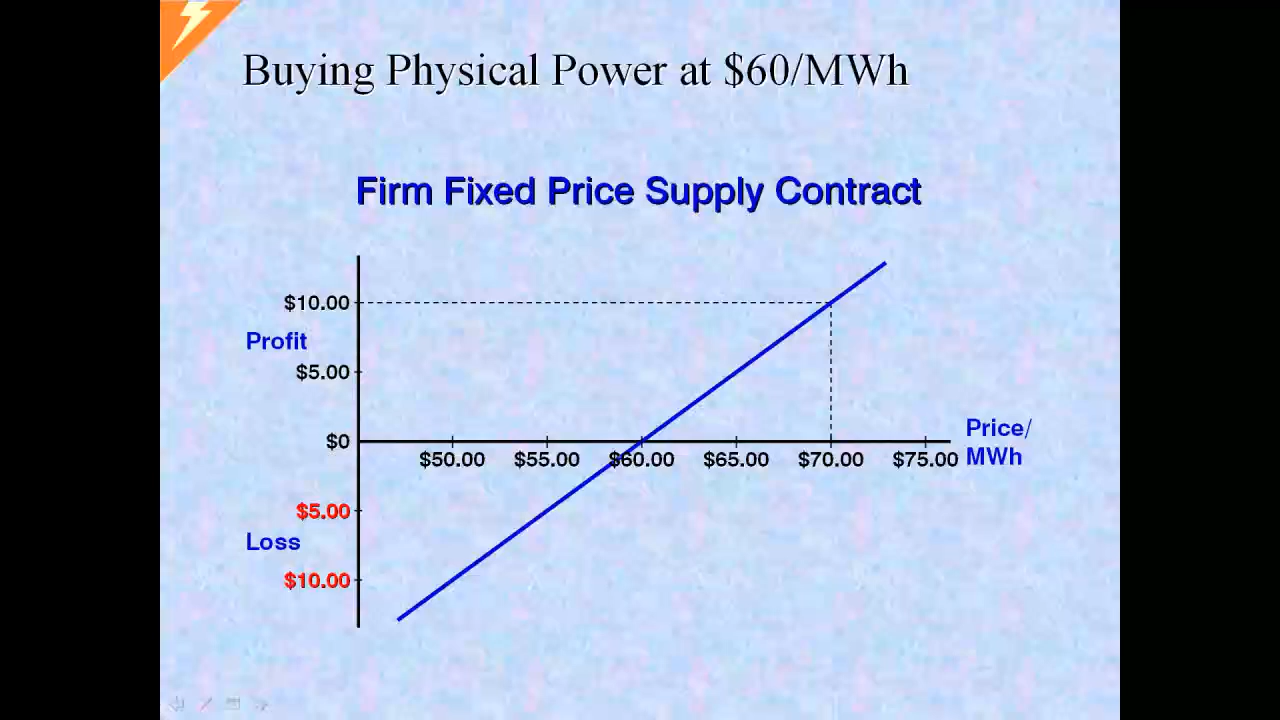 Buying Physical Power at $60/MWh
Firm Fixed Price Supply Contract
$10.00
Profit
$5.00
$0
$50.00 $55.00 $60.00 $65.00 $70.00 $75.00
Price/
MWh
$5.00
Loss
$10.00